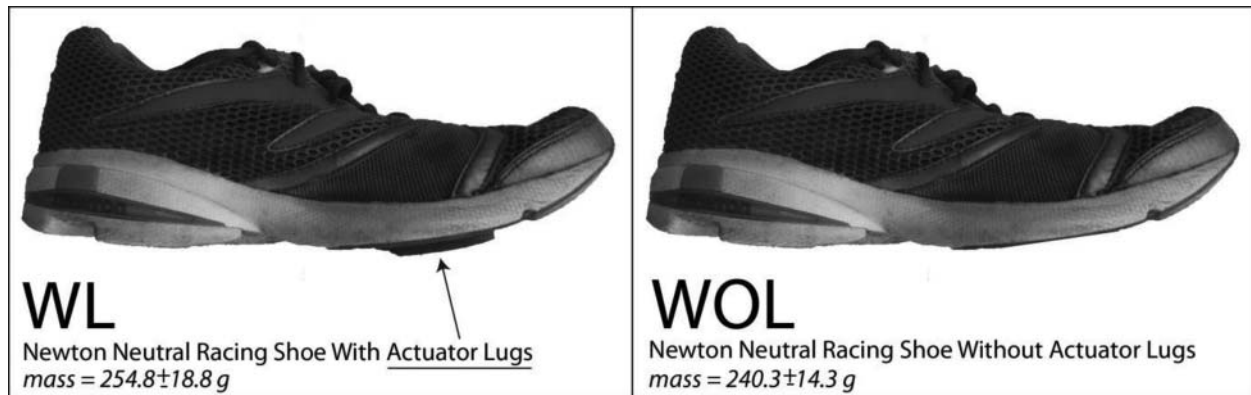 WL
Newton Neutral Racing Shoe With Actuator Lugs
mass = 254.8±18.8 g
WOL
Newton Neutral Racing Shoe Without Actuator Lugs
mass = 240.3±14.3 g